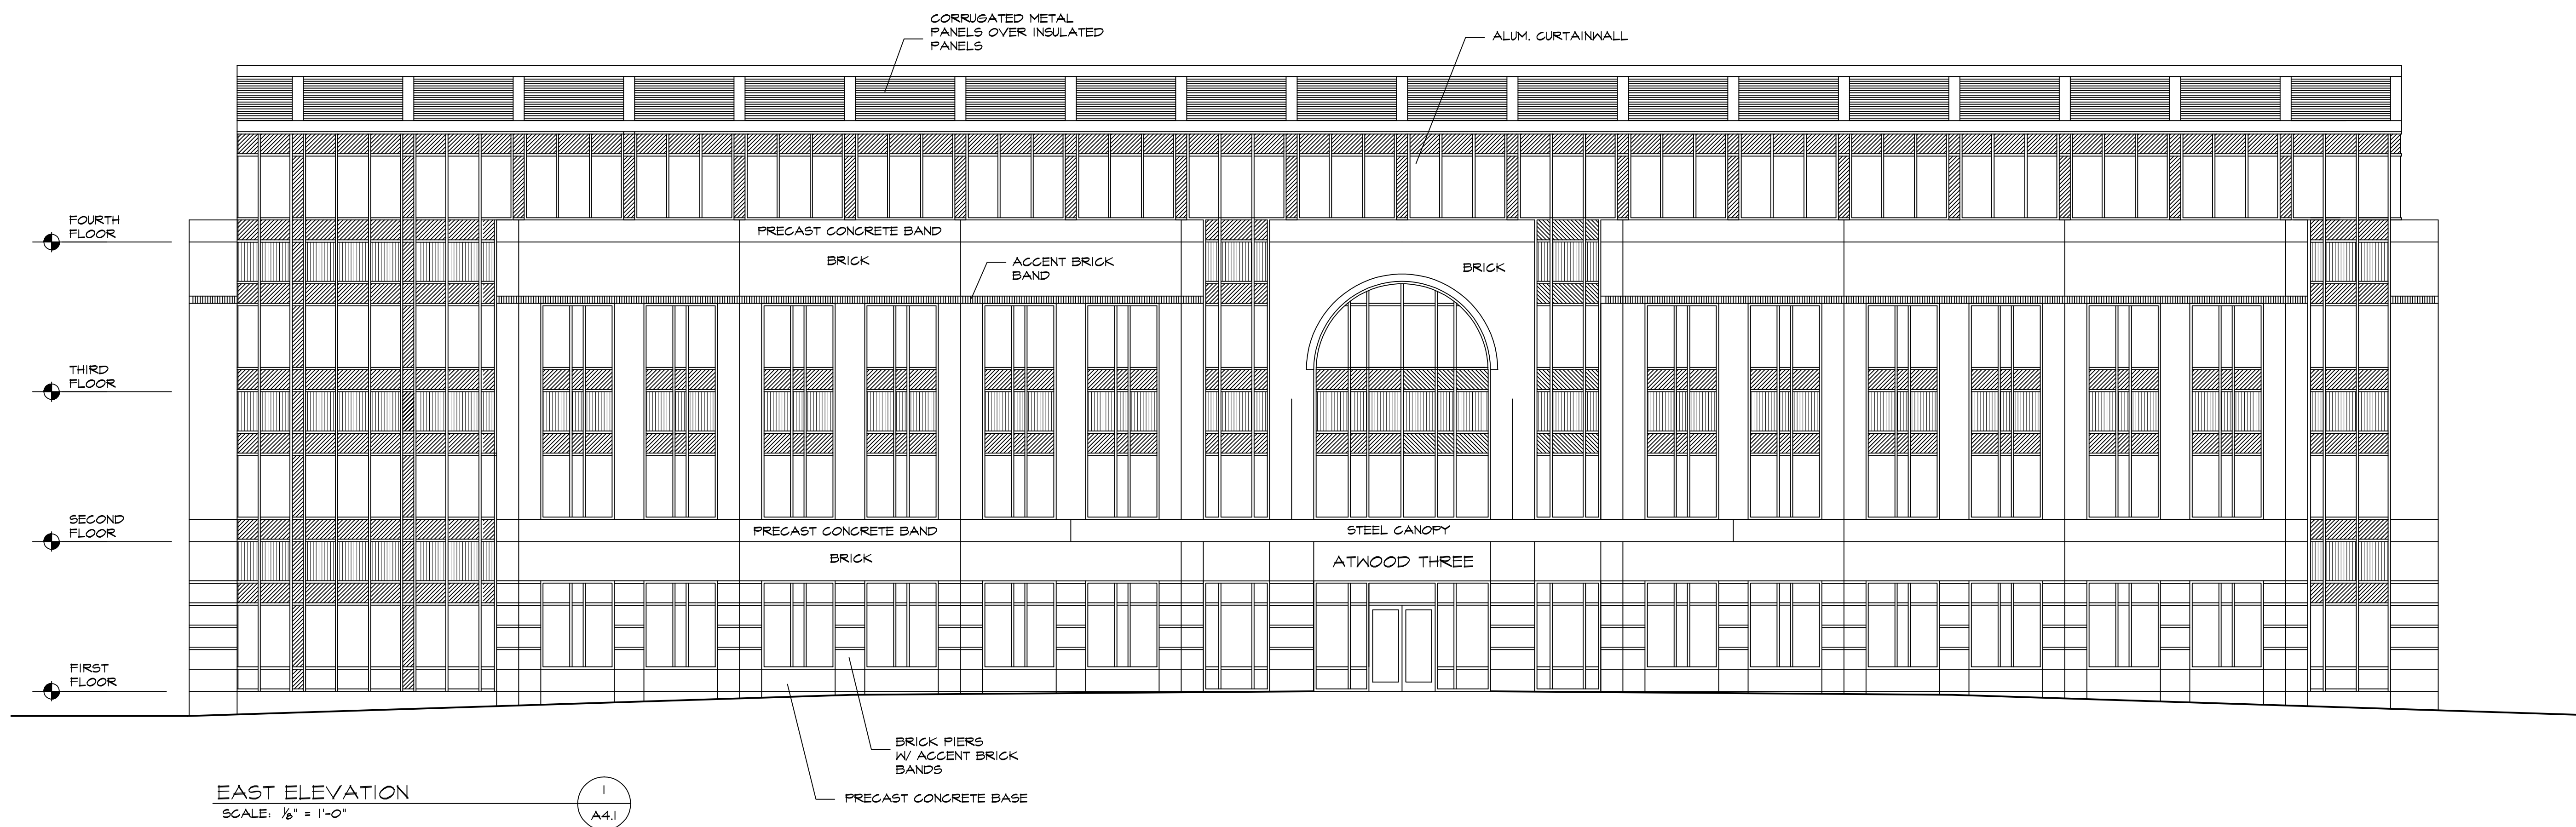 CORRUGATED METAL
PANELS OVER INSULATED
PANELS
ALUM. CURTAINWALL
FOURTH
FLOOR
PRECAST CONCRETE BAND
BRICK
ACCENT BRICK
BAND
BRICK
THIRD
FLOOR
SECOND
FLOOR
PRECAST CONCRETE BAND
STEEL CANOPY
BRICK
ATWOOD THREE
FIRST
FLOOR
BRICK PIERS
W/ ACCENT BRICK
BANDS
PRECAST CONCRETE BASE
EAST ELEVATION
SCALE: 1/8" = 1'-0"
1
A4.1